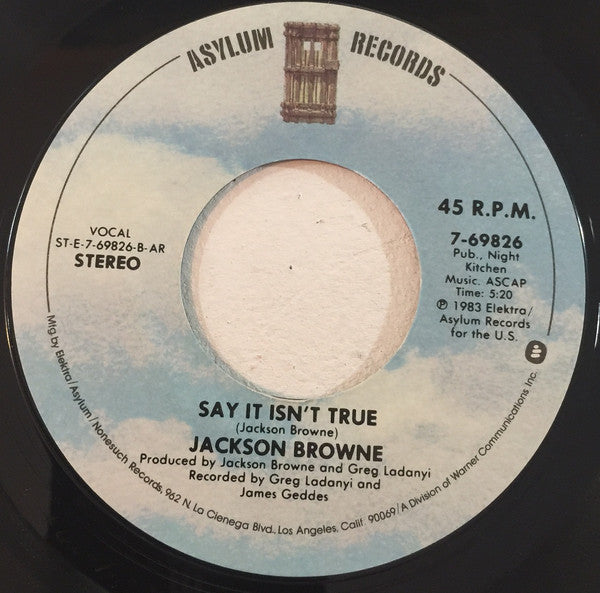 ASYLUM RECORDS
VOCAL
ST-E-7-69826-B-AR
STEREO
45 R.P.M.
7-69826
Pub., Night
Kitchen
Music. ASCAP
Time: 5:20
℗ 1983 Elektra/
Asylum Records
for the U.S.
SAY IT ISN'T TRUE
(Jackson Browne)
JACKSON BROWNE
Produced by Jackson Browne and Greg Ladanyi
Recorded by Greg Ladanyi and
James Geddes
Mfg by Elektra/Asylum/Nonesuch Records, 962 N. La Cienega Blvd., Los Angeles, Calif. 90069/A Division of Warner Communications Inc.